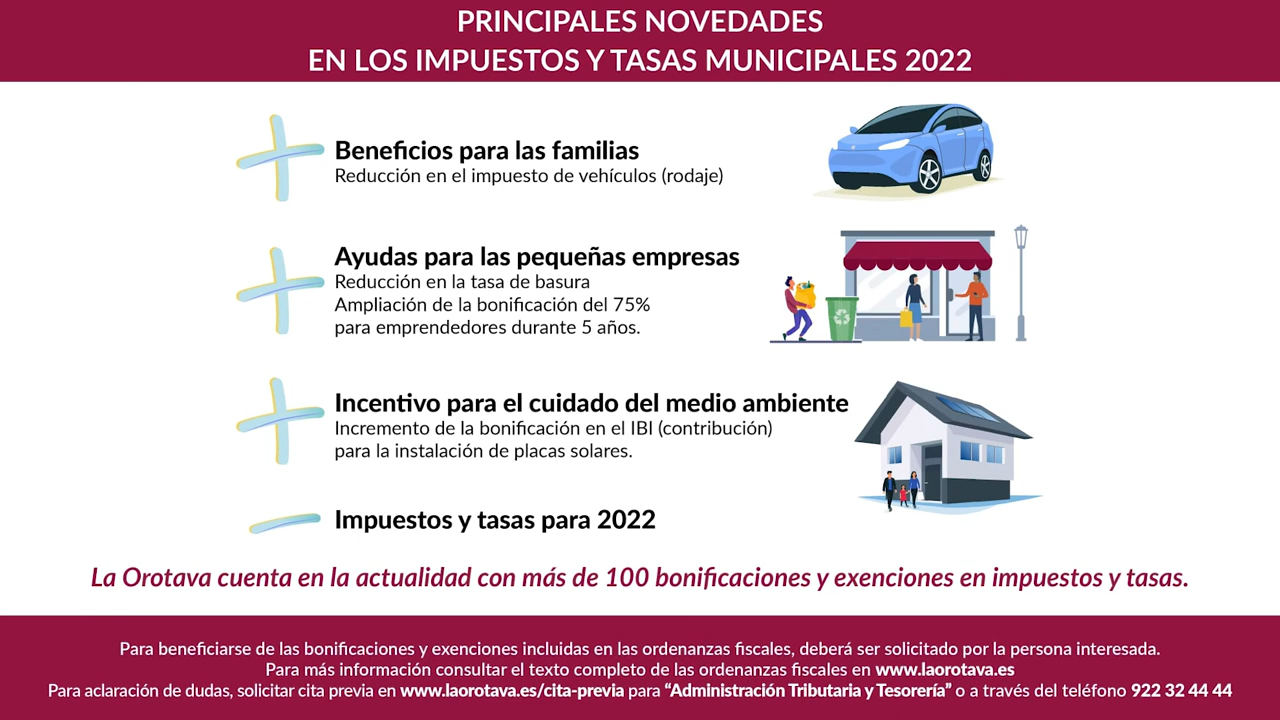 PRINCIPALES NOVEDADES
EN LOS IMPUESTOS Y TASAS MUNICIPALES 2022
Beneficios para las familias
Reducción en el impuesto de vehículos (rodaje)
Ayudas para las pequeñas empresas
Reducción en la tasa de basura
Ampliación de la bonificación del 75%
para emprendedores durante 5 años.
Incentivo para el cuidado del medio ambiente
Incremento de la bonificación en el IBI (contribución)
para la instalación de placas solares.
Impuestos y tasas para 2022
La Orotava cuenta en la actualidad con más de 100 bonificaciones y exenciones en impuestos y tasas.
Para beneficiarse de las bonificaciones y exenciones incluidas en las ordenanzas fiscales, deberá ser solicitado por la persona interesada.
Para más información consultar el texto completo de las ordenanzas fiscales en www.laorotava.es
Para aclaración de dudas, solicitar cita previa en www.laorotava.es/cita-previa para “Administración Tributaria y Tesorería” o a través del teléfono 922 32 44 44